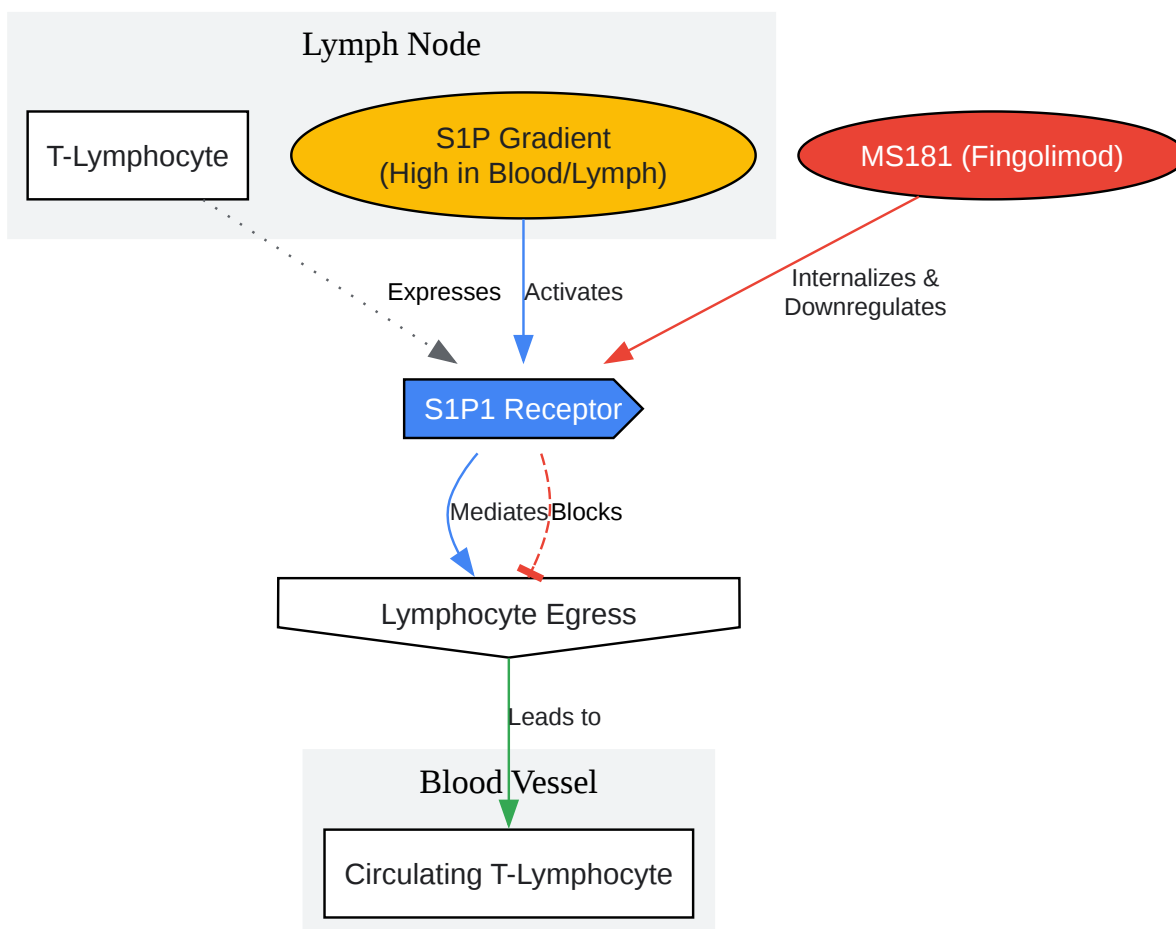 Lymph Node
T-Lymphocyte
S1P Gradient
(High in Blood/Lymph)
MS181 (Fingolimod)
Expresses
Activates
Internalizes &
Downregulates
S1P1 Receptor
Mediates
Blocks
Lymphocyte Egress
Leads to
Blood Vessel
Circulating T-Lymphocyte